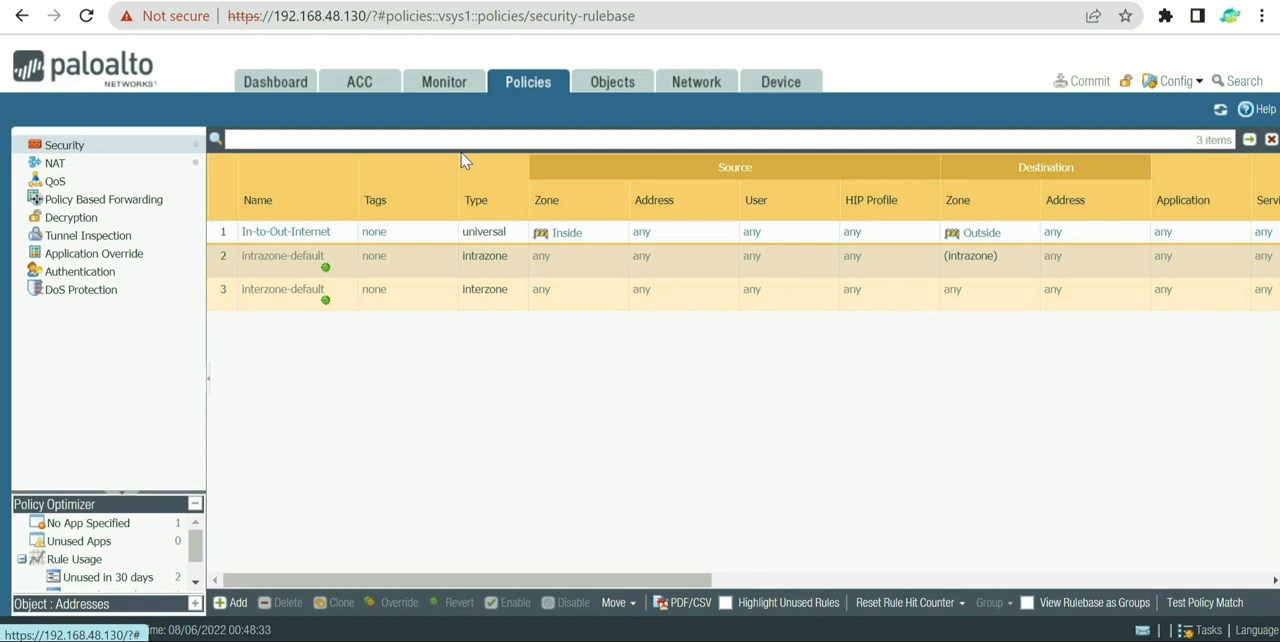 Not secure https://192.168.48.130/?#policies::vsys1::policies/security-rulebase
paloalto
NETWORKS
Dashboard ACC Monitor Policies Objects Network Device Commit Config Search
Help
Security
NAT
QoS
Policy Based Forwarding
Decryption
Tunnel Inspection
Application Override
Authentication
DoS Protection
3 items
Source Destination
Name Tags Type Zone Address User HIP Profile Zone Address Application Servi
1 In-to-Out-Internet none universal Inside any any any Outside any any any
2 intrazone-default none intrazone any any any any (intrazone) any any any
3 interzone-default none interzone any any any any any any any any
Policy Optimizer
No App Specified 1
Unused Apps 0
Rule Usage
Unused in 30 days 2
Object : Addresses
Add Delete Clone Override Revert Enable Disable Move PDF/CSV Highlight Unused Rules Reset Rule Hit Counter Group View Rulebase as Groups Test Policy Match
https://192.168.48.130/?# me: 08/06/2022 00:48:33 Tasks Language